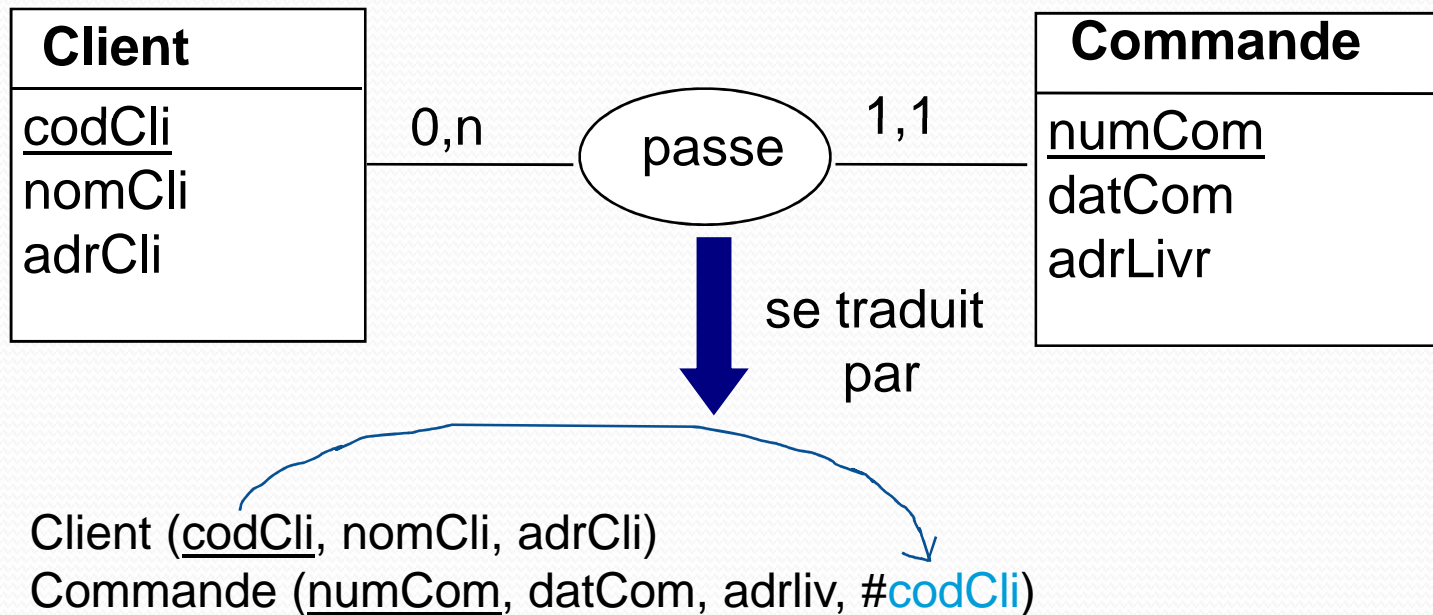 Client
codCli
nomCli
adrCli
0,n
passe
1,1
Commande
numCom
datCom
adrLivr
se traduit
par
Client (codCli, nomCli, adrCli)
Commande (numCom, datCom, adrliv, #codCli)